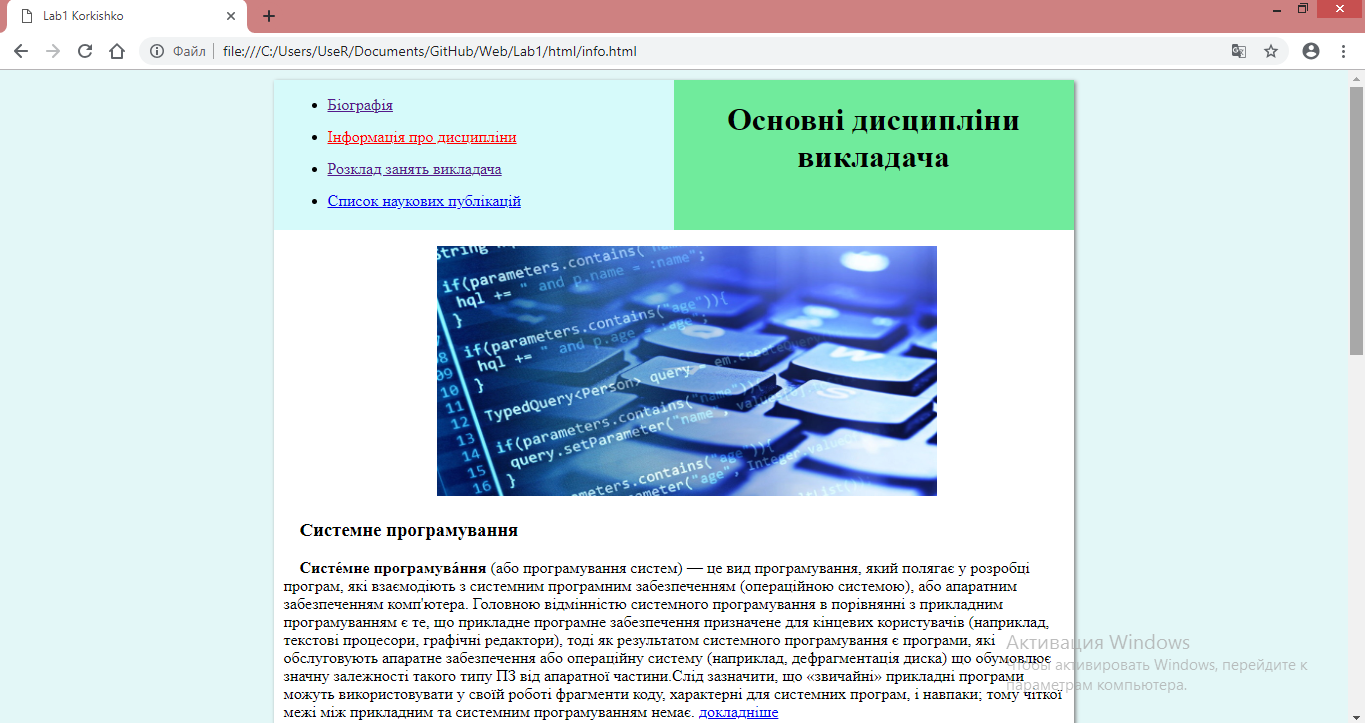 Lab1 Korkishko
Файл
file:///C:/Users/UseR/Documents/GitHub/Web/Lab1/html/info.html
Біографія
Інформація про дисципліни
Розклад занять викладача
Список наукових публікацій
Основні дисципліни
викладача
String
if(parameters.contains("
hql += " and p.name = :name";
}
if(parameters.contains("age")){
hql += " and p.age = :age";
}
TypedQuery<Person> query = em.createQuery
if(parameters.contains("name")){
query.setParameter("name",
}
if(parameters.contains("age")){
("age", Integer.value
09
10
11
12
13
14
15
16
Системне програмування
Систе́мне програмува́ння (або програмування систем) — це вид програмування, який полягає у розробці
програм, які взаємодіють з системним програмним забезпеченням (операційною системою), або апаратним
забезпеченням комп'ютера. Головною відмінністю системного програмування в порівнянні з прикладним
програмуванням є те, що прикладне програмне забезпечення призначене для кінцевих користувачів (наприклад,
текстові процесори, графічні редактори), тоді як результатом системного програмування є програми, які
обслуговують апаратне забезпечення або операційну систему (наприклад, дефрагментація диска) що обумовлює
значну залежності такого типу ПЗ від апаратної частини.Слід зазначити, що «звичайні» прикладні програми
можуть використовувати у своїй роботі фрагменти коду, характерні для системних програм, і навпаки; тому чіткої
межі між прикладним та системним програмуванням немає. докладніше
Активация Windows
Чтобы активировать Windows, перейдите к
параметрам компьютера.